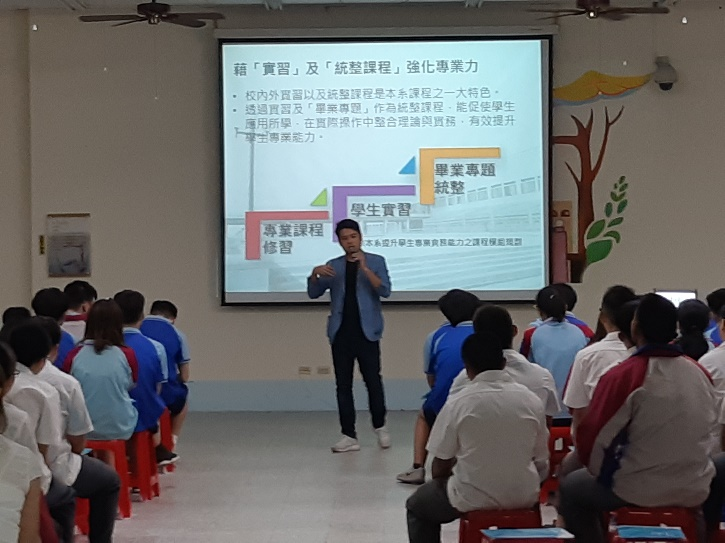 藉「實習」及「統整課程」強化專業力
• 校內外實習以及統整課程是本系課程之一大特色。
• 透過實習及「畢業專題」作為統整課程，能促使學生
應用所學，在實際操作中整合理論與實務，有效提升
學生專業能力。
畢業專題
統整
學生實習
專業課程
修習
本系提升學生專業實務能力之課程模組簡圖